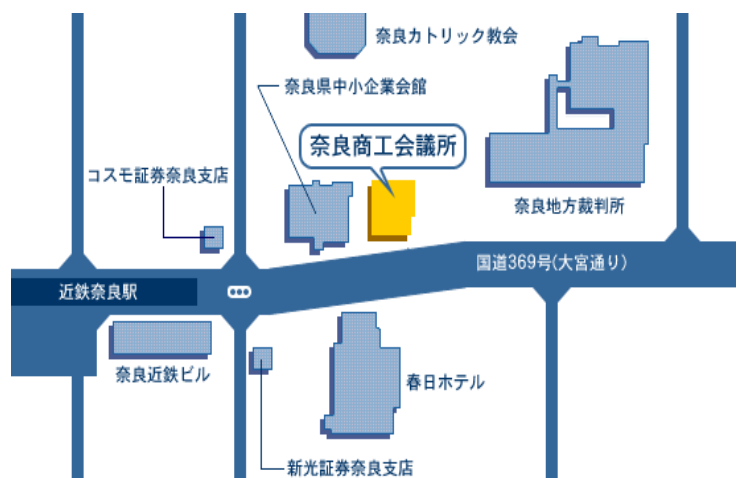 奈良カトリック教会
奈良県中小企業会館
奈良商工会議所
コスモ証券奈良支店
奈良地方裁判所
国道369号(大宮通り)
近鉄奈良駅
奈良近鉄ビル
春日ホテル
新光証券奈良支店